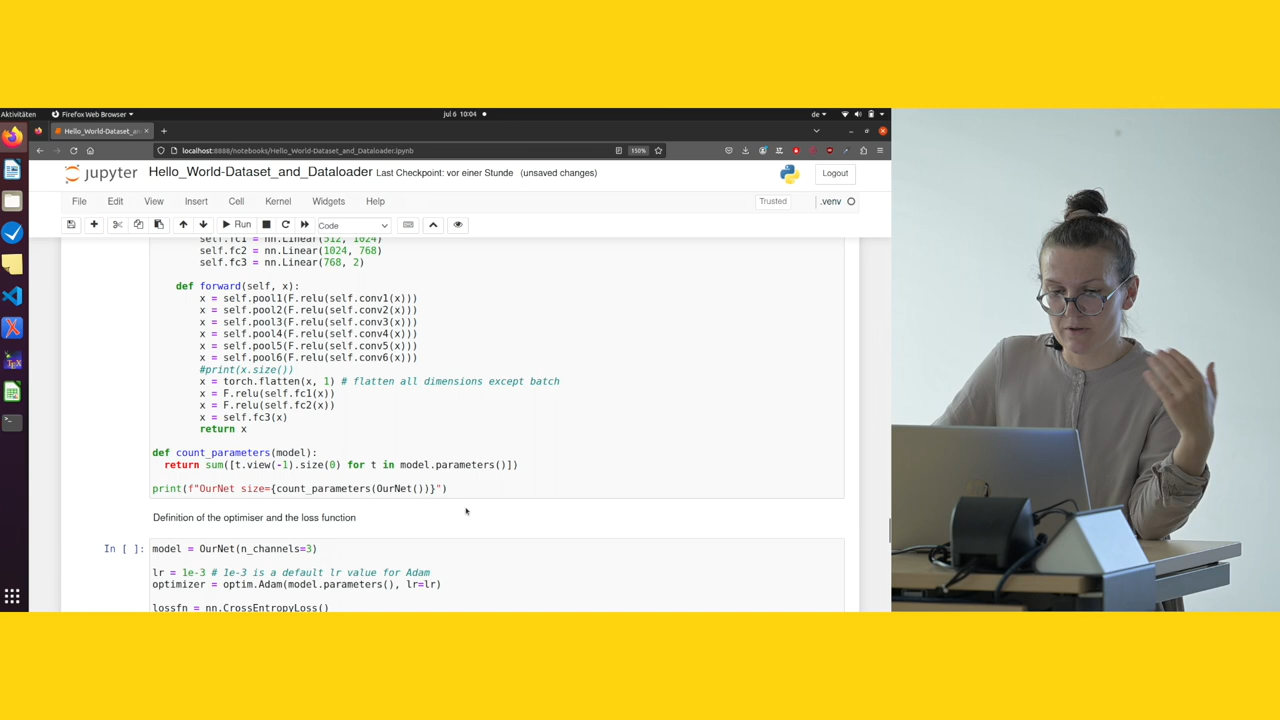 Aktivitäten
Firefox Web Browser
Jul 6 10:04
de
Hello_World-Dataset_an
localhost:8888/notebooks/Hello_World-Dataset_and_Dataloader.ipynb
150%
jupyter Hello_World-Dataset_and_Dataloader Last Checkpoint: vor einer Stunde (unsaved changes)
Logout
File Edit View Insert Cell Kernel Widgets Help
Trusted
.venv
Run
Code
self.fc1 = nn.Linear(512, 1024)
self.fc2 = nn.Linear(1024, 768)
self.fc3 = nn.Linear(768, 2)
def forward(self, x):
x = self.pool1(F.relu(self.conv1(x)))
x = self.pool2(F.relu(self.conv2(x)))
x = self.pool3(F.relu(self.conv3(x)))
x = self.pool4(F.relu(self.conv4(x)))
x = self.pool5(F.relu(self.conv5(x)))
x = self.pool6(F.relu(self.conv6(x)))
#print(x.size())
x = torch.flatten(x, 1) # flatten all dimensions except batch
x = F.relu(self.fc1(x))
x = F.relu(self.fc2(x))
x = self.fc3(x)
return x
def count_parameters(model):
return sum([t.view(-1).size(0) for t in model.parameters()])
print(f"OurNet size={count_parameters(OurNet())}")
Definition of the optimiser and the loss function
In [ ]:
model = OurNet(n_channels=3)
lr = 1e-3 # 1e-3 is a default lr value for Adam
optimizer = optim.Adam(model.parameters(), lr=lr)
lossfn = nn.CrossEntropyLoss()